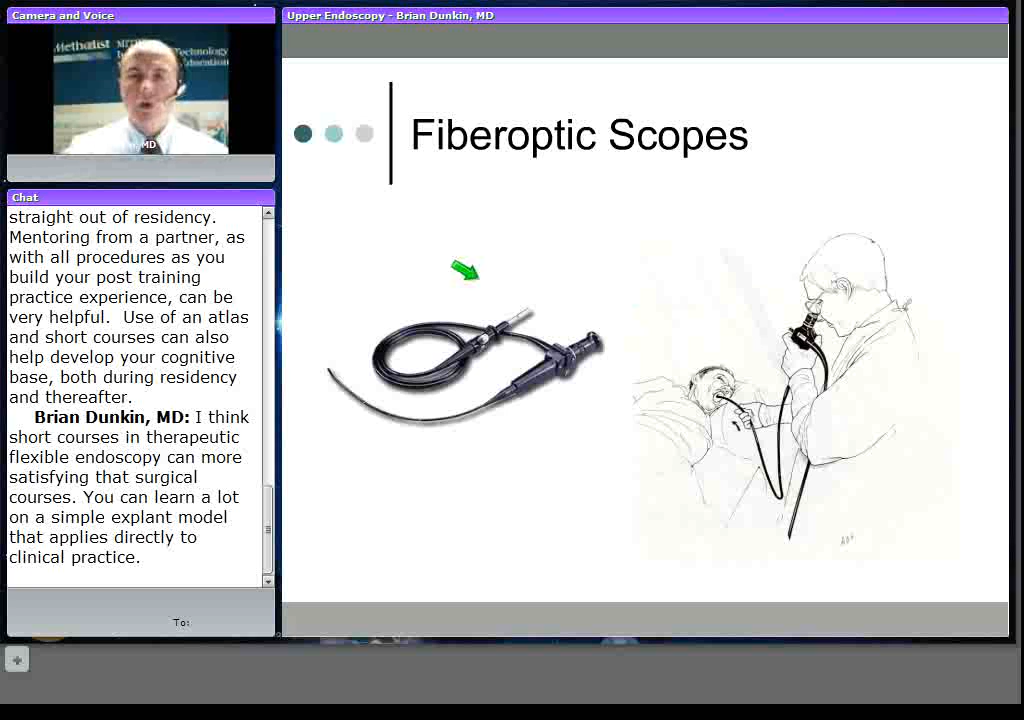 Camera and Voice
Upper Endoscopy - Brian Dunkin, MD
Methodist
Technology
Education
MD
Fiberoptic Scopes
Chat
straight out of residency.
Mentoring from a partner, as
with all procedures as you
build your post training
practice experience, can be
very helpful.  Use of an atlas
and short courses can also
help develop your cognitive
base, both during residency
and thereafter.
Brian Dunkin, MD: I think
short courses in therapeutic
flexible endoscopy can more
satisfying that surgical
courses. You can learn a lot
on a simple explant model
that applies directly to
clinical practice.
To: